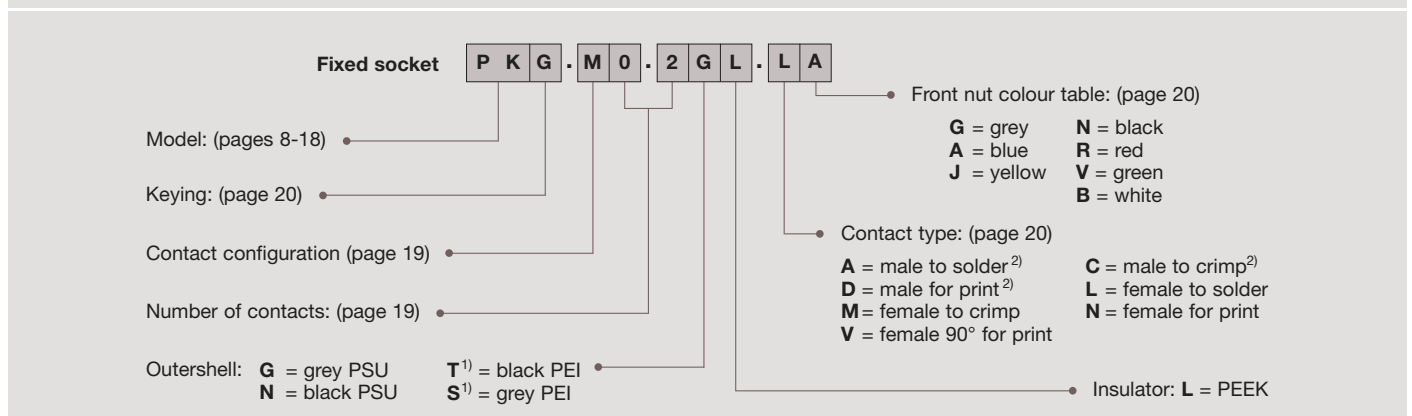 Fixed socket P K G . M 0 . 2 G L . L A
Front nut colour table: (page 20)
G = grey N = black
A = blue R = red
J = yellow V = green
B = white
Model: (pages 8-18)
Keying: (page 20)
Contact type: (page 20)
Contact configuration (page 19)
A = male to solder 2) C = male to crimp2)
D = male for print 2) L = female to solder
M = female to crimp N = female for print
V = female 90° for print
Number of contacts: (page 19)
Outershell: G = grey PSU T1) = black PEI
N = black PSU S1) = grey PEI
Insulator: L = PEEK